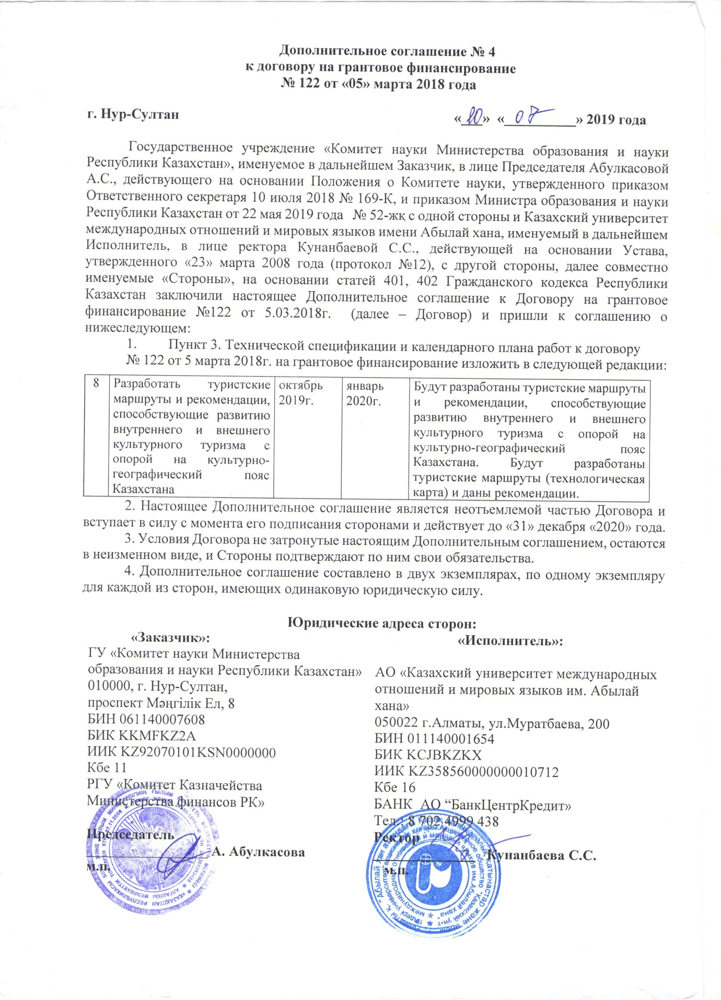 Дополнительное соглашение № 4
к договору на грантовое финансирование
№ 122 от «05» марта 2018 года
г. Нур-Султан
«10» «07» 2019 года
Государственное учреждение «Комитет науки Министерства образования и науки
Республики Казахстан», именуемое в дальнейшем Заказчик, в лице Председателя Абулкасовой
А.С., действующего на основании Положения о Комитете науки, утвержденного приказом
Ответственного секретаря 10 июля 2018 № 169-К, и приказом Министра образования и науки
Республики Казахстан от 22 мая 2019 года № 52-жқ с одной стороны и Казахский университет
международных отношений и мировых языков имени Абылай хана, именуемый в дальнейшем
Исполнитель, в лице ректора Кунанбаевой С.С., действующей на основании Устава,
утвержденного «23» марта 2008 года (протокол №12), с другой стороны, далее совместно
именуемые «Стороны», на основании статей 401, 402 Гражданского кодекса Республики
Казахстан заключили настоящее Дополнительное соглашение к Договору на грантовое
финансирование №122 от 5.03.2018г. (далее – Договор) и пришли к соглашению о
нижеследующем:
1. Пункт 3. Технической спецификации и календарного плана работ к договору
№ 122 от 5 марта 2018г. на грантовое финансирование изложить в следующей редакции:
8
Разработать туристские
маршруты и рекомендации,
способствующие развитию
внутреннего и внешнего
культурного туризма с
опорой на культурно-
географический пояс
Казахстана
октябрь
2019г.
январь
2020г.
Будут разработаны туристские маршруты
и рекомендации, способствующие
развитию внутреннего и внешнего
культурного туризма с опорой на
культурно-географический пояс
Казахстана. Будут разработаны
туристские маршруты (технологическая
карта) и даны рекомендации.
2. Настоящее Дополнительное соглашение является неотъемлемой частью Договора и
вступает в силу с момента его подписания сторонами и действует до «31» декабря «2020» года.
3. Условия Договора не затронутые настоящим Дополнительным соглашением, остаются
в неизменном виде, и Стороны подтверждают по ним свои обязательства.
4. Дополнительное соглашение составлено в двух экземплярах, по одному экземпляру
для каждой из сторон, имеющих одинаковую юридическую силу.
Юридические адреса сторон:
«Заказчик»:
ГУ «Комитет науки Министерства
образования и науки Республики Казахстан»
010000, г. Нур-Султан,
проспект Мәңгілік Ел, 8
БИН 061140007608
БИК KKMFKZ2A
ИИК KZ92070101KSN0000000
Кбе 11
РГУ «Комитет Казначейства
Министерства финансов РК»
Председатель
А. Абулкасова
м.п.
«Исполнитель»:
АО «Казахский университет международных
отношений и мировых языков им. Абылай
хана»
050022 г.Алматы, ул.Муратбаева, 200
БИН 011140001654
БИК KCJBKZKX
ИИК KZ358560000000010712
Кбе 16
БАНК АО “БанкЦентрКредит»
Тел.: 8 702 4999 438
Ректор
Кунанбаева С.С.
м.п.